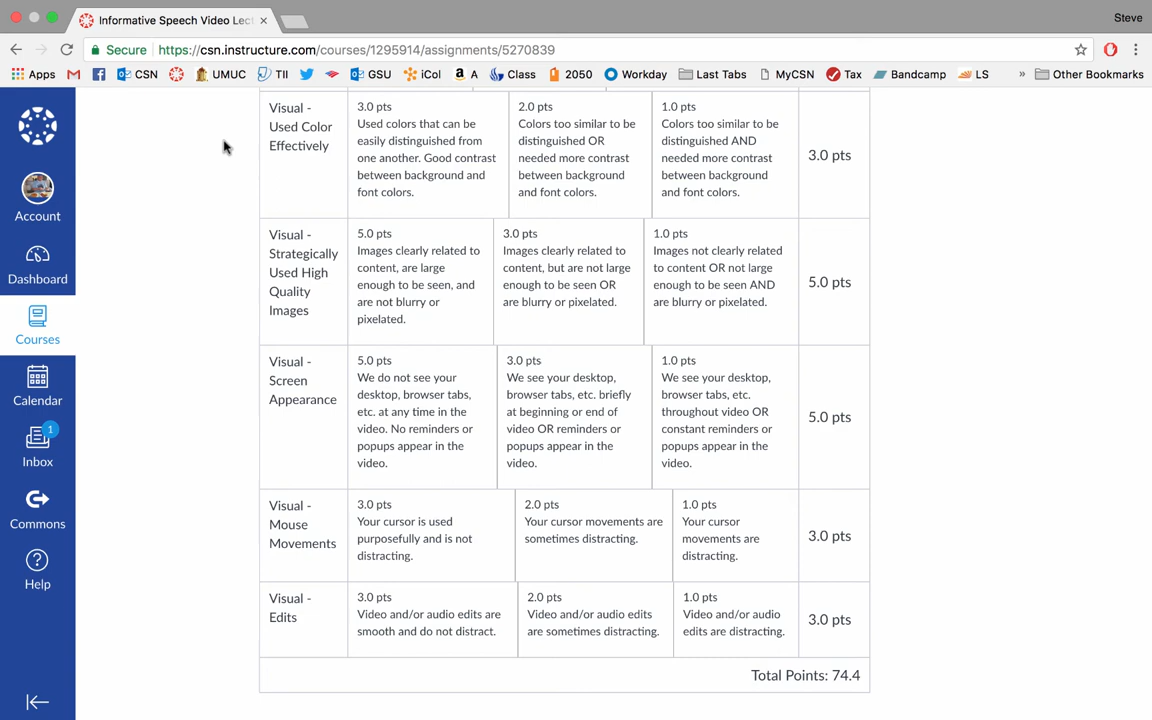 Informative Speech Video Lec
Steve
Secure
https://csn.instructure.com/courses/1295914/assignments/5270839
Apps
CSN
UMUC
TII
GSU
iCol
A
Class
2050
Workday
Last Tabs
MyCSN
Tax
Bandcamp
LS
»
Other Bookmarks
Account
Dashboard
Courses
Calendar
1
Inbox
Commons
Help
Visual -
Used Color
Effectively
3.0 pts
Used colors that can be
easily distinguished from
one another. Good contrast
between background and
font colors.
2.0 pts
Colors too similar to be
distinguished OR
needed more contrast
between background
and font colors.
1.0 pts
Colors too similar to be
distinguished AND
needed more contrast
between background
and font colors.
3.0 pts
Visual -
Strategically
Used High
Quality
Images
5.0 pts
Images clearly related to
content, are large
enough to be seen, and
are not blurry or
pixelated.
3.0 pts
Images clearly related to
content, but are not large
enough to be seen OR
are blurry or pixelated.
1.0 pts
Images not clearly related
to content OR not large
enough to be seen AND
are blurry or pixelated.
5.0 pts
Visual -
Screen
Appearance
5.0 pts
We do not see your
desktop, browser tabs,
etc. at any time in the
video. No reminders or
popups appear in the
video.
3.0 pts
We see your desktop,
browser tabs, etc. briefly
at beginning or end of
video OR reminders or
popups appear in the
video.
1.0 pts
We see your desktop,
browser tabs, etc.
throughout video OR
constant reminders or
popups appear in the
video.
5.0 pts
Visual -
Mouse
Movements
3.0 pts
Your cursor is used
purposefully and is not
distracting.
2.0 pts
Your cursor movements are
sometimes distracting.
1.0 pts
Your cursor
movements are
distracting.
3.0 pts
Visual -
Edits
3.0 pts
Video and/or audio edits are
smooth and do not distract.
2.0 pts
Video and/or audio edits
are sometimes distracting.
1.0 pts
Video and/or audio
edits are distracting.
3.0 pts
Total Points: 74.4